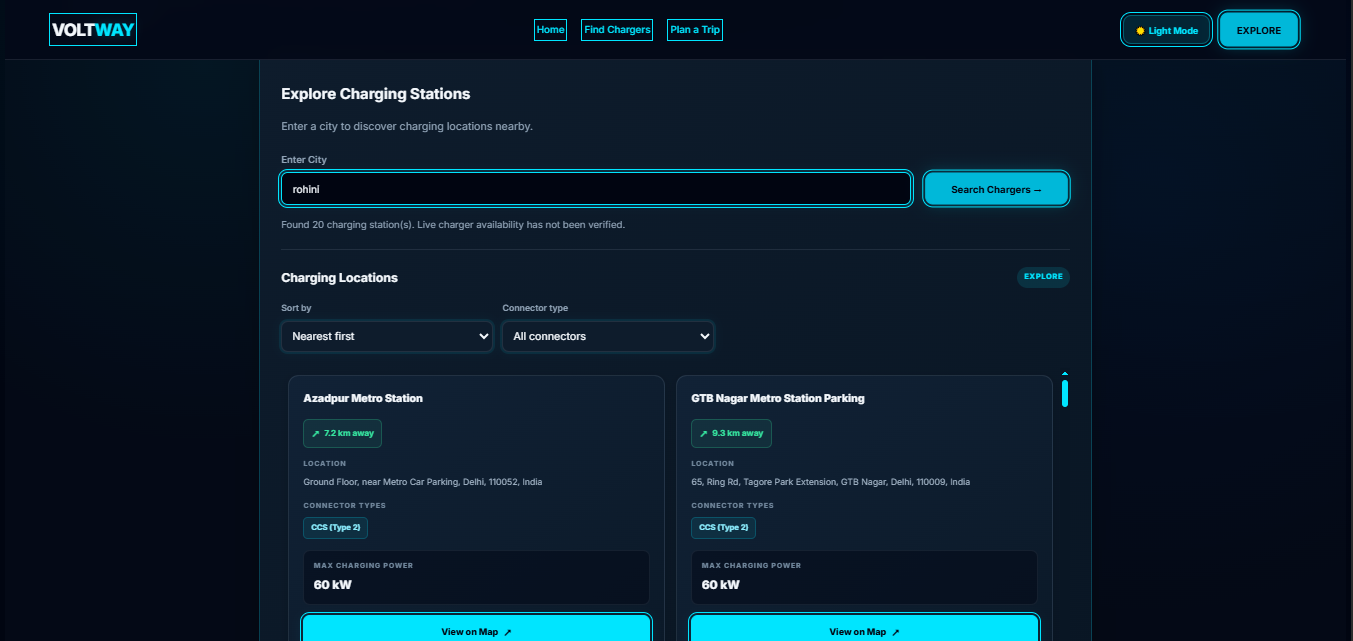 VOLTWAY
Home Find Chargers Plan a Trip
Light Mode EXPLORE
Explore Charging Stations
Enter a city to discover charging locations nearby.
Enter City
rohini
Search Chargers →
Found 20 charging station(s). Live charger availability has not been verified.
Charging Locations
EXPLORE
Sort by Connector type
Nearest first All connectors
Azadpur Metro Station
↗ 7.2 km away
LOCATION
Ground Floor, near Metro Car Parking, Delhi, 110052, India
CONNECTOR TYPES
CCS (Type 2)
MAX CHARGING POWER
60 kW
View on Map ↗
GTB Nagar Metro Station Parking
↗ 9.3 km away
LOCATION
65, Ring Rd, Tagore Park Extension, GTB Nagar, Delhi, 110009, India
CONNECTOR TYPES
CCS (Type 2)
MAX CHARGING POWER
60 kW
View on Map ↗